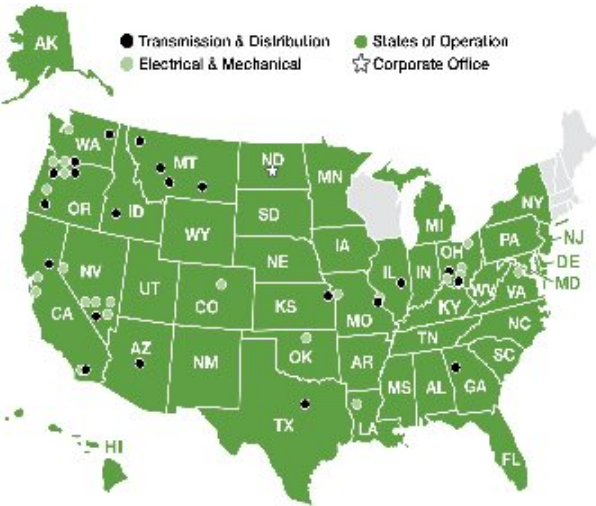 AK
Transmission & Distribution
States of Operation
Electrical & Mechanical
Corporate Office
WA
MT
ND
MN
OR
ID
SD
WY
MI
NY
IA
PA
NJ
NE
OH
DE
NV
UT
IL
IN
MD
CO
WV
VA
KS
MO
KY
CA
NC
TN
AZ
NM
OK
AR
SC
MS
AL
GA
TX
LA
HI
FL